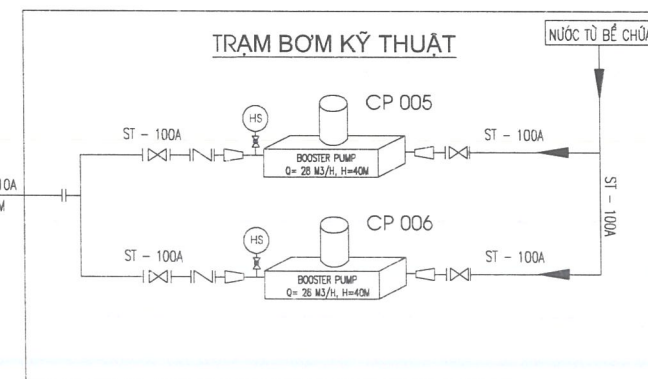 TRẠM BƠM KỸ THUẬT
NƯỚC TỪ BỂ CHỨA
CP 005
HS
ST - 100A
ST - 100A
BOOSTER PUMP
Q= 28 M3/H, H=40M
ST - 100A
CP 006
HS
ST - 100A
ST - 100A
BOOSTER PUMP
Q= 28 M3/H, H=40M